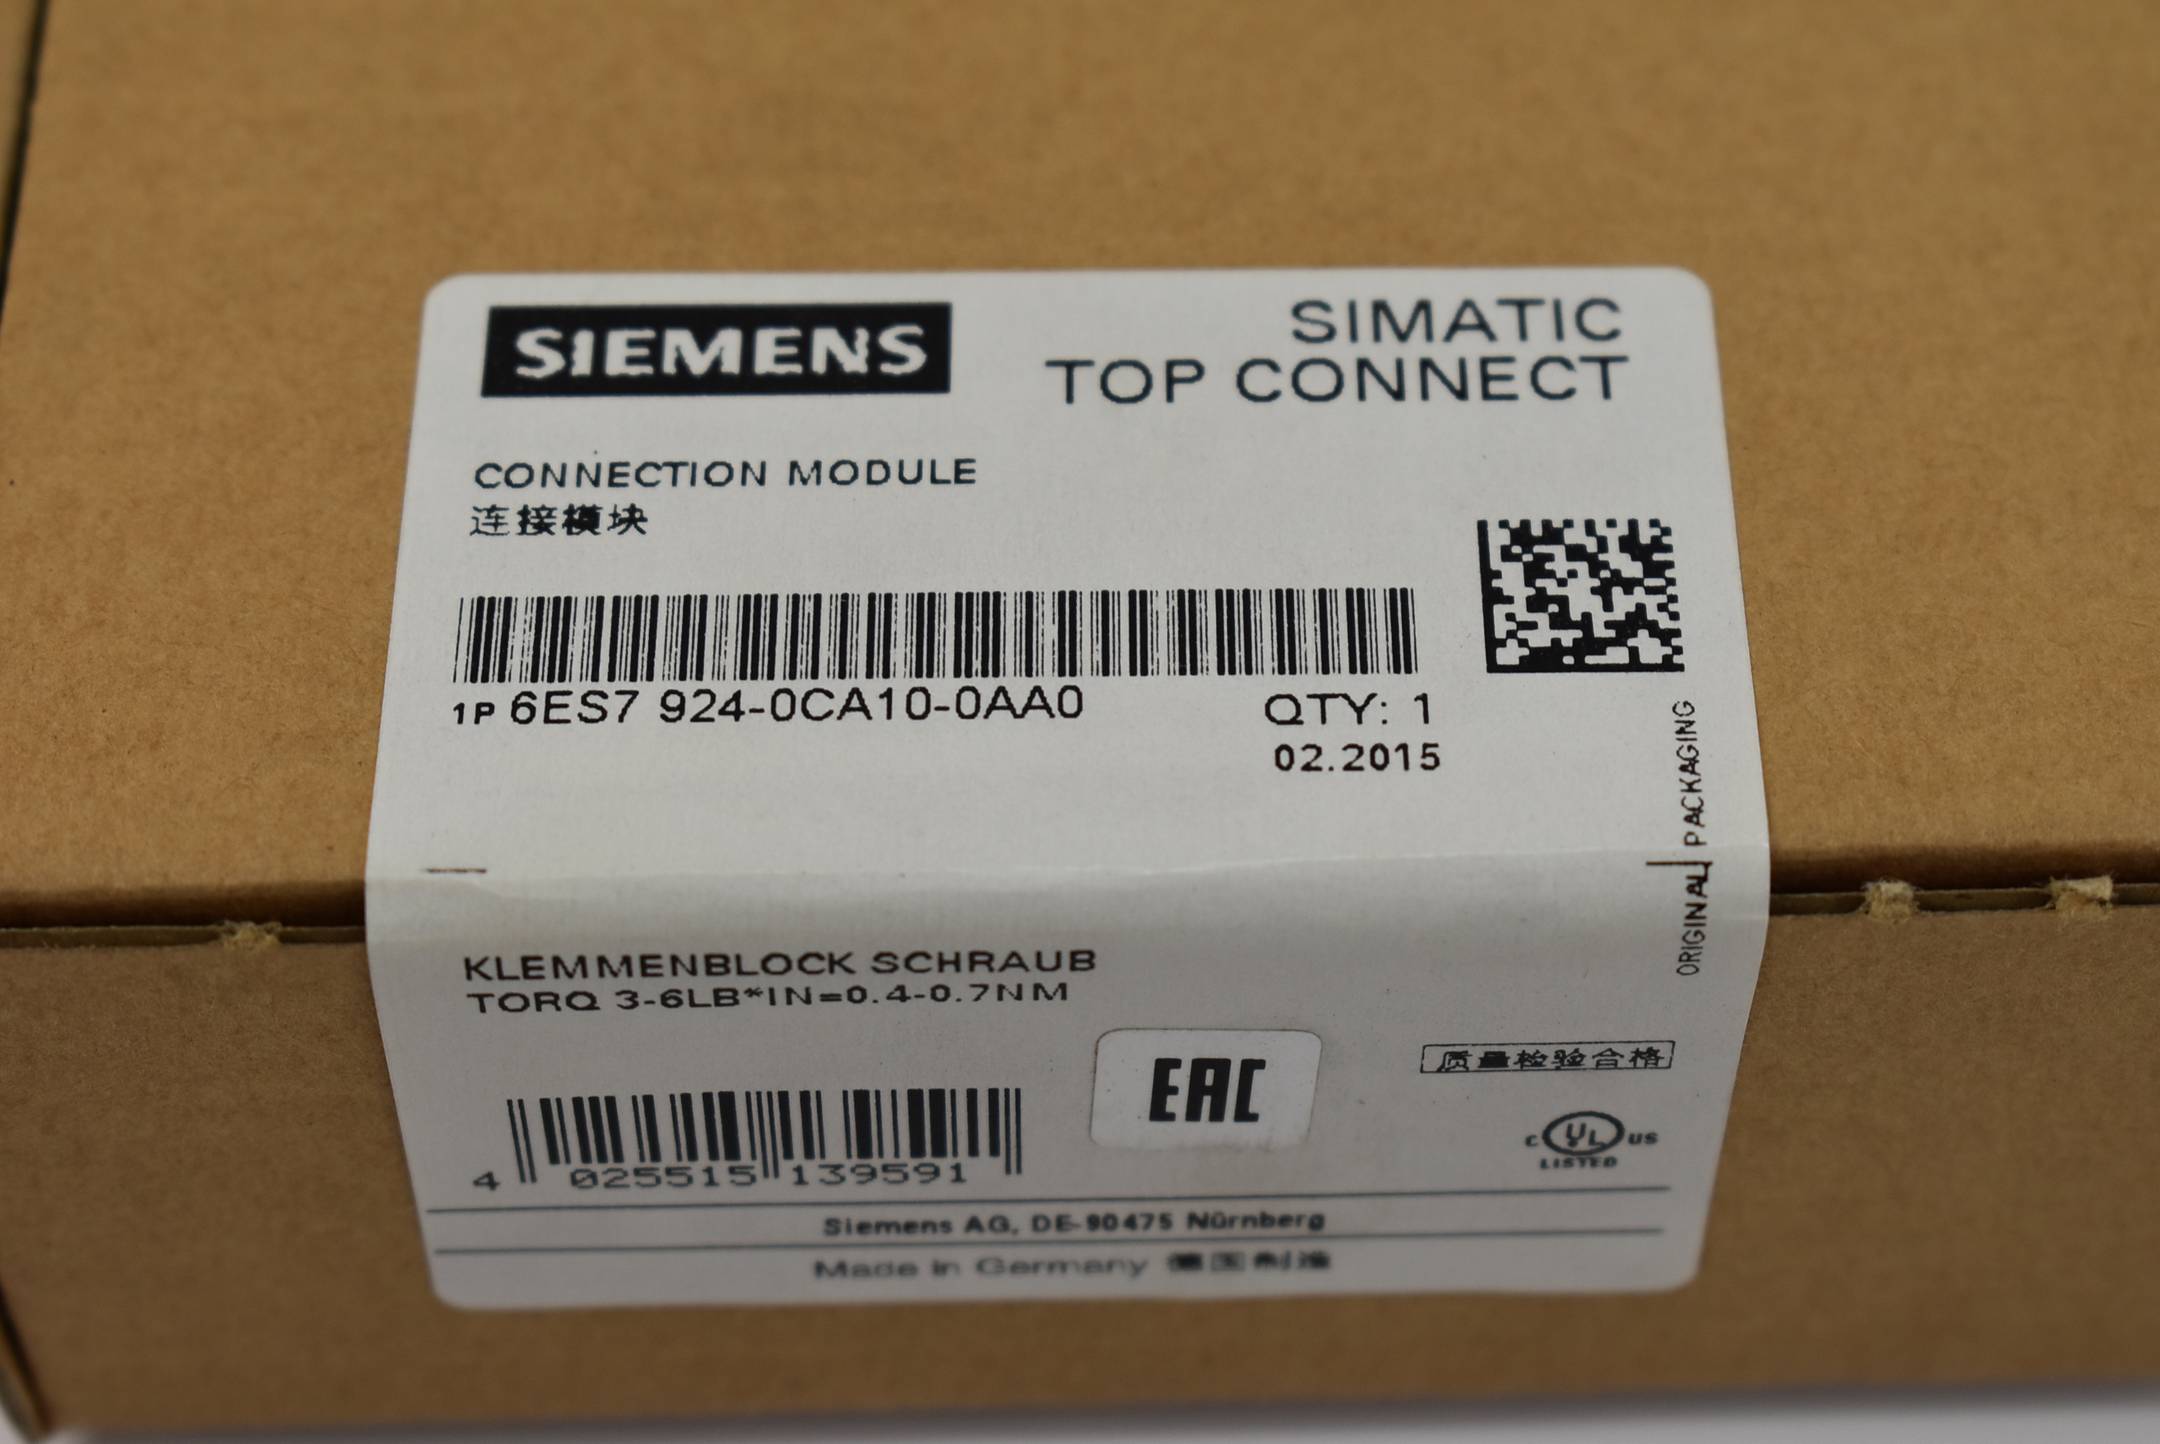 SIEMENS
SIMATIC
TOP CONNECT
CONNECTION MODULE
连接模块
1P 6ES7 924-0CA10-0AA0
QTY: 1
02.2015
ORIGINAL PACKAGING
KLEMMENBLOCK SCHRAUB
TORQ 3-6LB*IN=0.4-0.7NM
EAC
质量检验合格
C UL US
LISTED
4 025515 139591
Siemens AG, DE-90475 Nürnberg
Made in Germany 德国制造